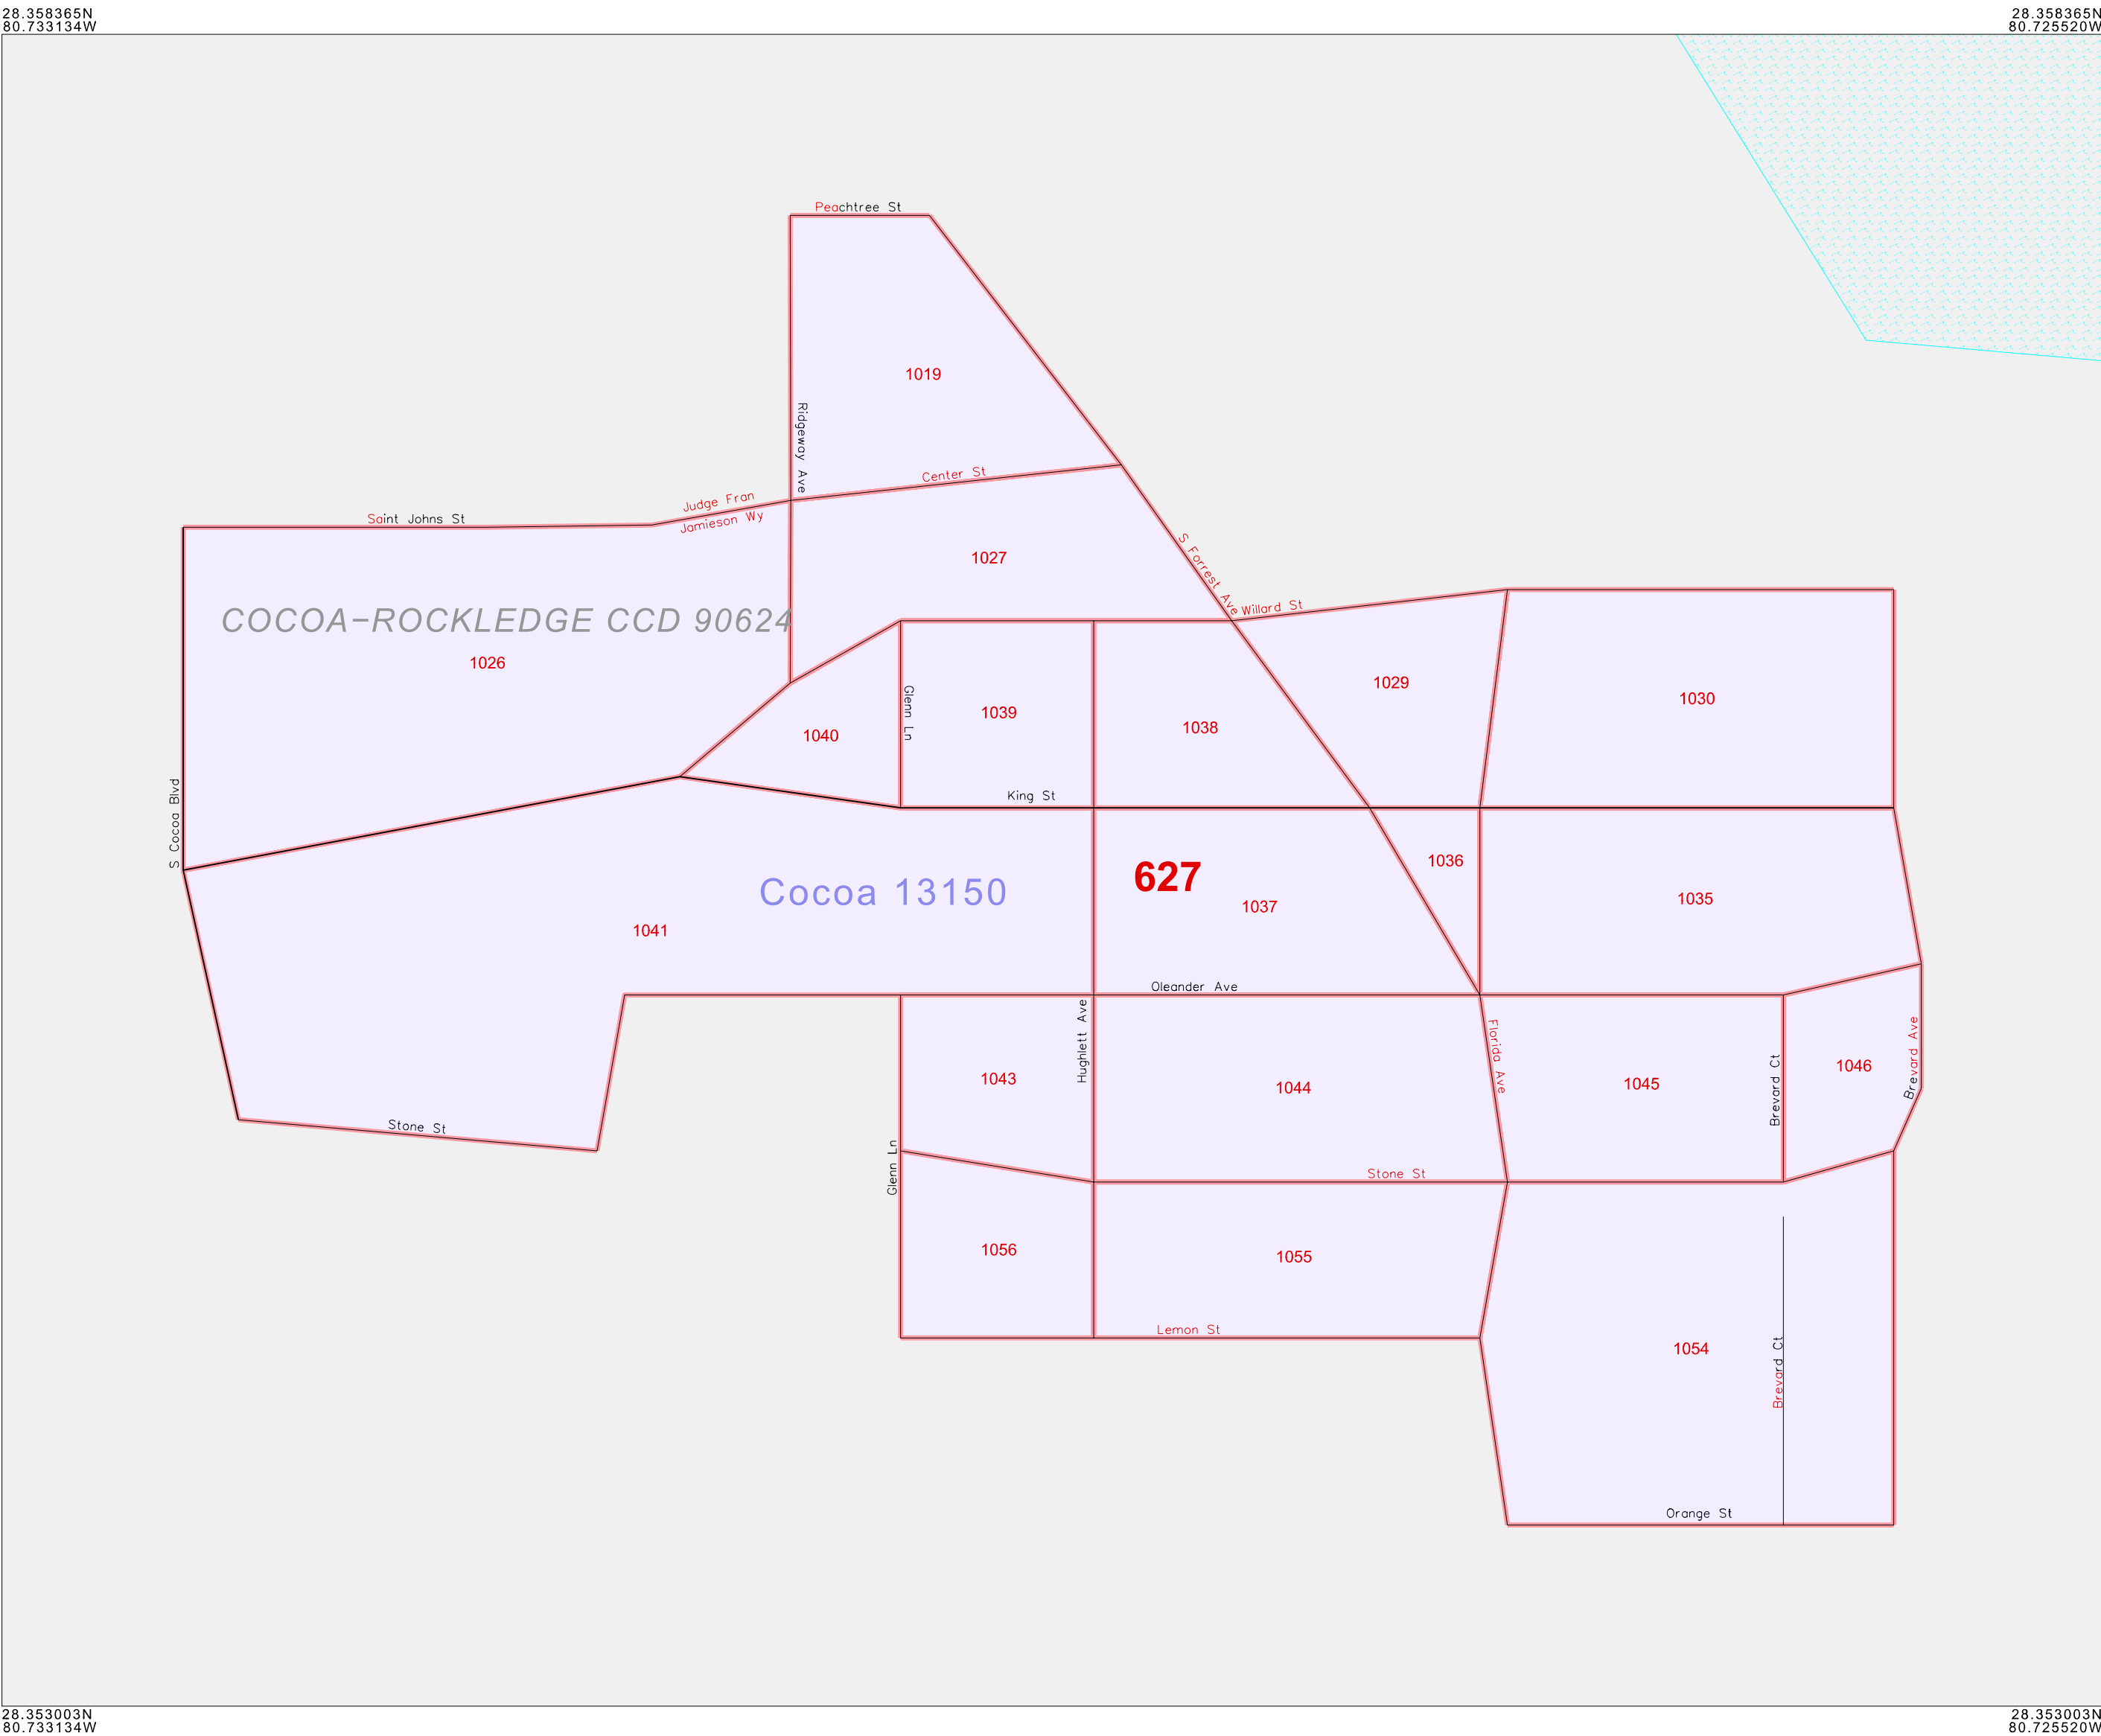 28.358365N
80.733134W
28.358365N
80.725520W
Peachtree St
1019
Ridgeway Ave
Center St
Judge Fran
Jamieson Wy
Saint Johns St
1027
S Forrest Ave
Willard St
COCOA-ROCKLEDGE CCD 90624
1026
1029
1030
Glenn Ln
1039
1038
1040
King St
S Cocoa Blvd
1036
627
Cocoa 13150
1037
1035
1041
Oleander Ave
Hughlett Ave
Florida Ave
Brevard Ave
Brevard Ct
1043
1044
1045
1046
Stone St
Glenn Ln
Stone St
1056
1055
Lemon St
1054
Brevard Ct
Orange St
28.353003N
80.733134W
28.353003N
80.725520W